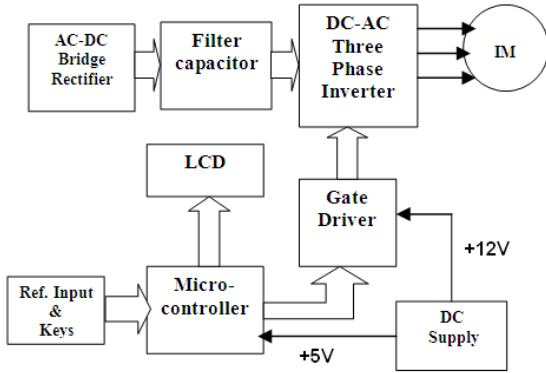 AC-DC
Bridge
Rectifier
Filter
capacitor
DC-AC
Three
Phase
Inverter
IM
LCD
Gate
Driver
+12V
Ref. Input
&
Keys
Micro-
controller
+5V
DC
Supply